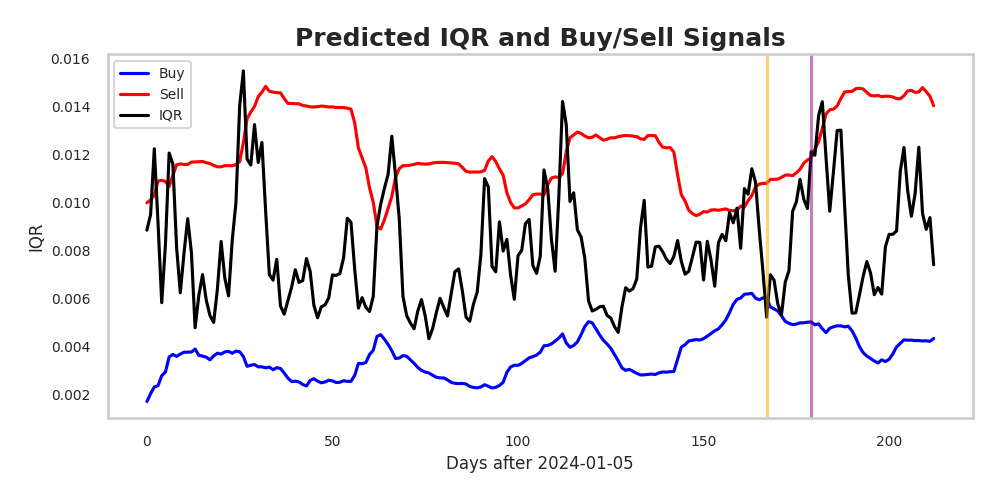 Predicted IQR and Buy/Sell Signals
0.016
0.014
0.012
0.010
0.008
0.006
0.004
0.002
IQR
Buy
Sell
IQR
0
50
100
150
200
Days after 2024-01-05